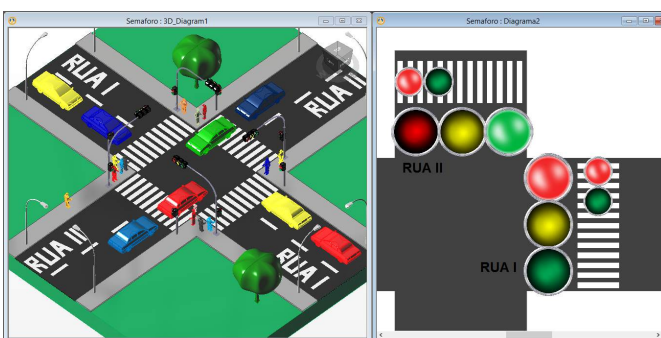 Semaforo : 3D_Diagram1
RUA I
RUA II
RUA II
RUA I
Semaforo : Diagrama2
RUA II
RUA I